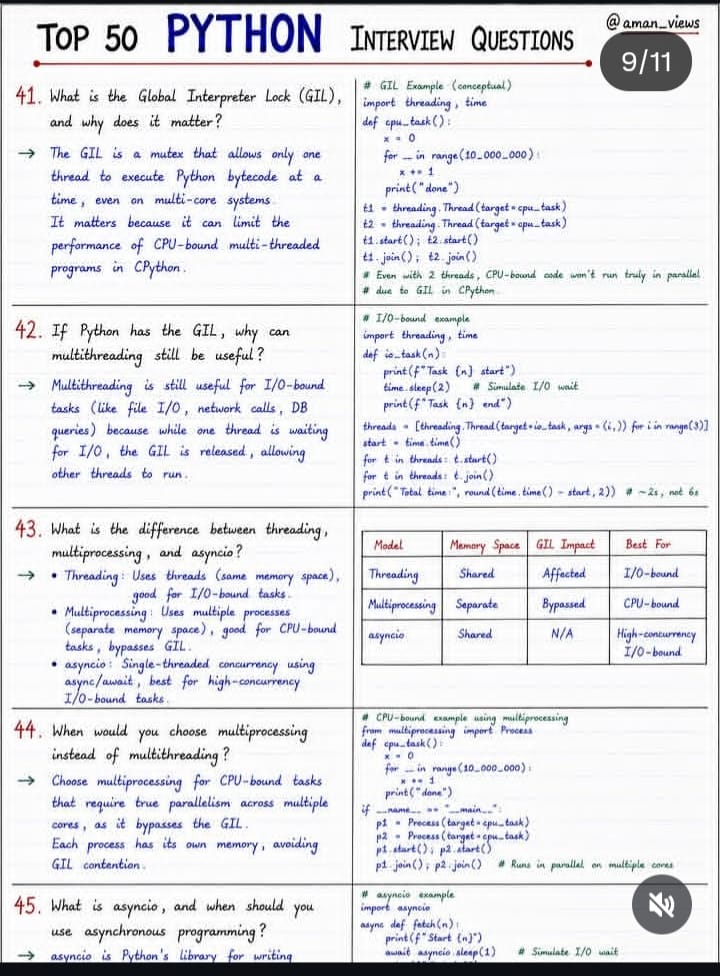 TOP 50 PYTHON INTERVIEW QUESTIONS
@aman_views
9/11
41. What is the Global Interpreter Lock (GIL),
and why does it matter?
→ The GIL is a mutex that allows only one
thread to execute Python bytecode at a
time, even on multi-core systems.
It matters because it can limit the
performance of CPU-bound multi-threaded
programs in CPython.
# GIL Example (conceptual)
import threading, time
def cpu_task():
x = 0
for _ in range(10_000_000):
x += 1
print("done")
t1 = threading.Thread(target=cpu_task)
t2 = threading.Thread(target=cpu_task)
t1.start(); t2.start()
t1.join(); t2.join()
# Even with 2 threads, CPU-bound code won't run truly in parallel
# due to GIL in CPython.
42. If Python has the GIL, why can
multithreading still be useful?
→ Multithreading is still useful for I/O-bound
tasks (like file I/O, network calls, DB
queries) because while one thread is waiting
for I/O, the GIL is released, allowing
other threads to run.
# I/O-bound example
import threading, time
def io_task(n):
print(f"Task {n} start")
time.sleep(2) # Simulate I/O wait
print(f"Task {n} end")
threads = [threading.Thread(target=io_task, args=(i,)) for i in range(3)]
start = time.time()
for t in threads: t.start()
for t in threads: t.join()
print("Total time:", round(time.time() - start, 2)) # ~2s, not 6s
43. What is the difference between threading,
multiprocessing, and asyncio?
→ • Threading: Uses threads (same memory space),
good for I/O-bound tasks.
• Multiprocessing: Uses multiple processes
(separate memory space), good for CPU-bound
tasks, bypasses GIL.
• asyncio: Single-threaded concurrency using
async/await, best for high-concurrency
I/O-bound tasks.
Model Memory Space GIL Impact Best For
Threading Shared Affected I/O-bound
Multiprocessing Separate Bypassed CPU-bound
asyncio Shared N/A High-concurrency
I/O-bound
44. When would you choose multiprocessing
instead of multithreading?
→ Choose multiprocessing for CPU-bound tasks
that require true parallelism across multiple
cores, as it bypasses the GIL.
Each process has its own memory, avoiding
GIL contention.
# CPU-bound example using multiprocessing
from multiprocessing import Process
def cpu_task():
x = 0
for _ in range(10_000_000):
x += 1
print("done")
if __name__ == "__main__":
p1 = Process(target=cpu_task)
p2 = Process(target=cpu_task)
p1.start(); p2.start()
p1.join(); p2.join() # Runs in parallel on multiple cores
45. What is asyncio, and when should you
use asynchronous programming?
→ asyncio is Python's library for writing
# asyncio example
import asyncio
async def fetch(n):
print(f"Start {n}")
await asyncio.sleep(1) # Simulate I/O wait